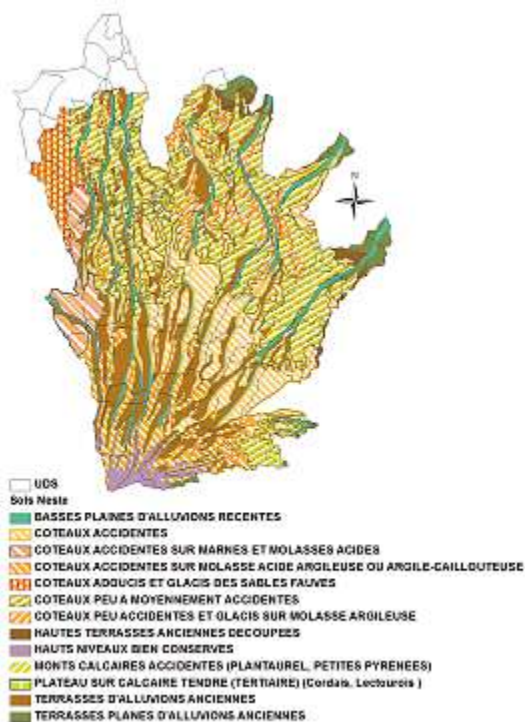 N
UDS
Sols Neste
BASSES PLAINES D'ALLUVIONS RECENTES
COTEAUX ACCIDENTES
COTEAUX ACCIDENTES SUR MARNES ET MOLASSES ACIDES
COTEAUX ACCIDENTES SUR MOLASSE ACIDE ARGILEUSE OU ARGILE-CAILLOUTEUSE
COTEAUX ADOUCIS ET GLACIS DES SABLES FAUVES
COTEAUX PEU A MOYENNEMENT ACCIDENTES
COTEAUX PEU ACCIDENTES ET GLACIS SUR MOLASSE ARGILEUSE
HAUTES TERRASSES ANCIENNES DECOUPEES
HAUTS NIVEAUX BIEN CONSERVES
MONTS CALCAIRES ACCIDENTES (PLANTAUREL, PETITES PYRENEES)
PLATEAU SUR CALCAIRE TENDRE (TERTIAIRE) (Cordais, Lectourois )
TERRASSES D'ALLUVIONS ANCIENNES
TERRASSES PLANES D'ALLUVIONS ANCIENNES